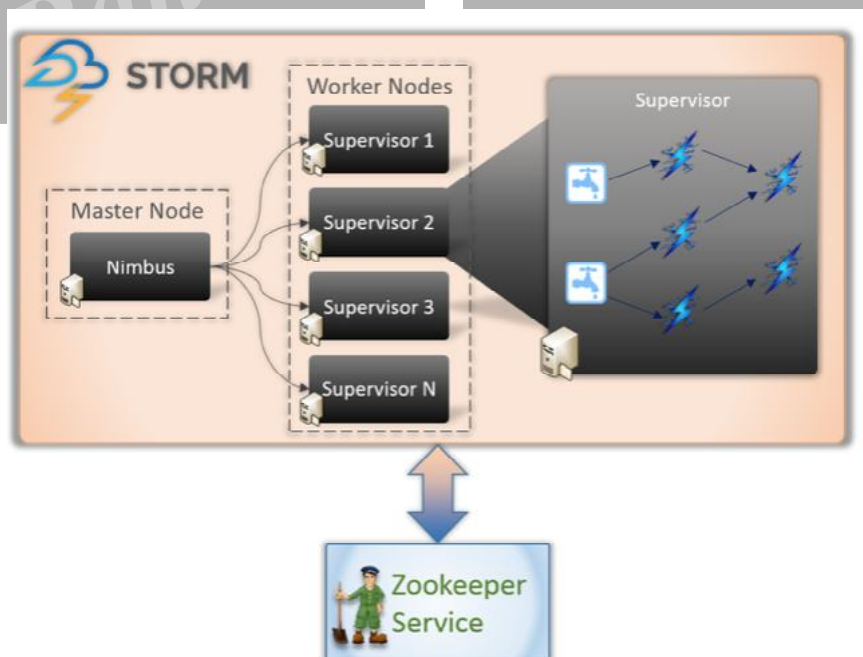 STORM
Worker Nodes
Supervisor 1
Supervisor 2
Supervisor 3
Supervisor N
Master Node
Nimbus
Supervisor
Zookeeper
Service